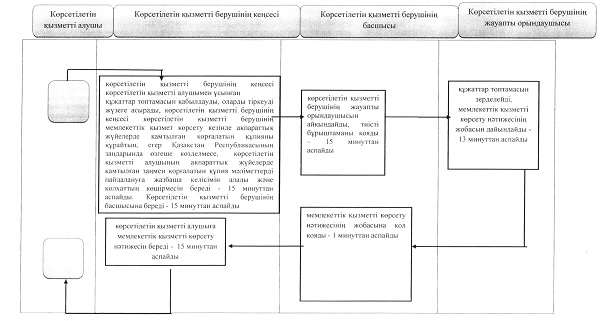 Көрсетілетін
қызметті алушы
Көрсетілетін қызметті берушінің кеңсесі
Көрсетілетін қызметті берушінің
басшысы
Көрсетілетін қызметті берушінің
жауапты орындаушысы
көрсетілетін қызметті берушінің кеңсесі
көрсетілетін қызметті алушымен ұсынған
құжаттар топтамасын қабылдауды, оларды тіркеуді
жүзеге асырады, көрсетілетін қызметті берушінің
кеңсесі көрсетілетін қызметті берушінің
мемлекеттік қызмет көрсету кезінде ақпараттық
жүйелерде қамтылған қорғалатын құпияны
құрайтын, егер Қазақстан Республикасының
заңдарында өзгеше көзделмесе, көрсетілетін
қызметті алушының ақпараттық жүйелерде
қамтылған заңмен қорғалатын құпия мәліметтерді
пайдалануға жазбаша келісімін алады және
қолхаттың көшірмесін береді - 15 минуттан
аспайды. Көрсетілетін қызметті берушінің
басшысына береді - 15 минуттан аспайды
көрсетілетін қызметті
берушінің жауапты
орындаушысын
айқындайды, тиісті
бұрыштаманы қояды
– 15 минуттан
аспайды
құжаттар топтамасын
зерделейді,
мемлекеттік қызметті
көрсету нәтижесінің
жобасын дайындайды -
13 минуттан аспайды
көрсетілетін қызметті алушыға
мемлекеттік қызметті көрсету
нәтижесін береді - 15 минуттан
аспайды
мемлекеттік қызметті көрсету
нәтижесінің жобасына қол
қояды - 1 минуттан аспайды